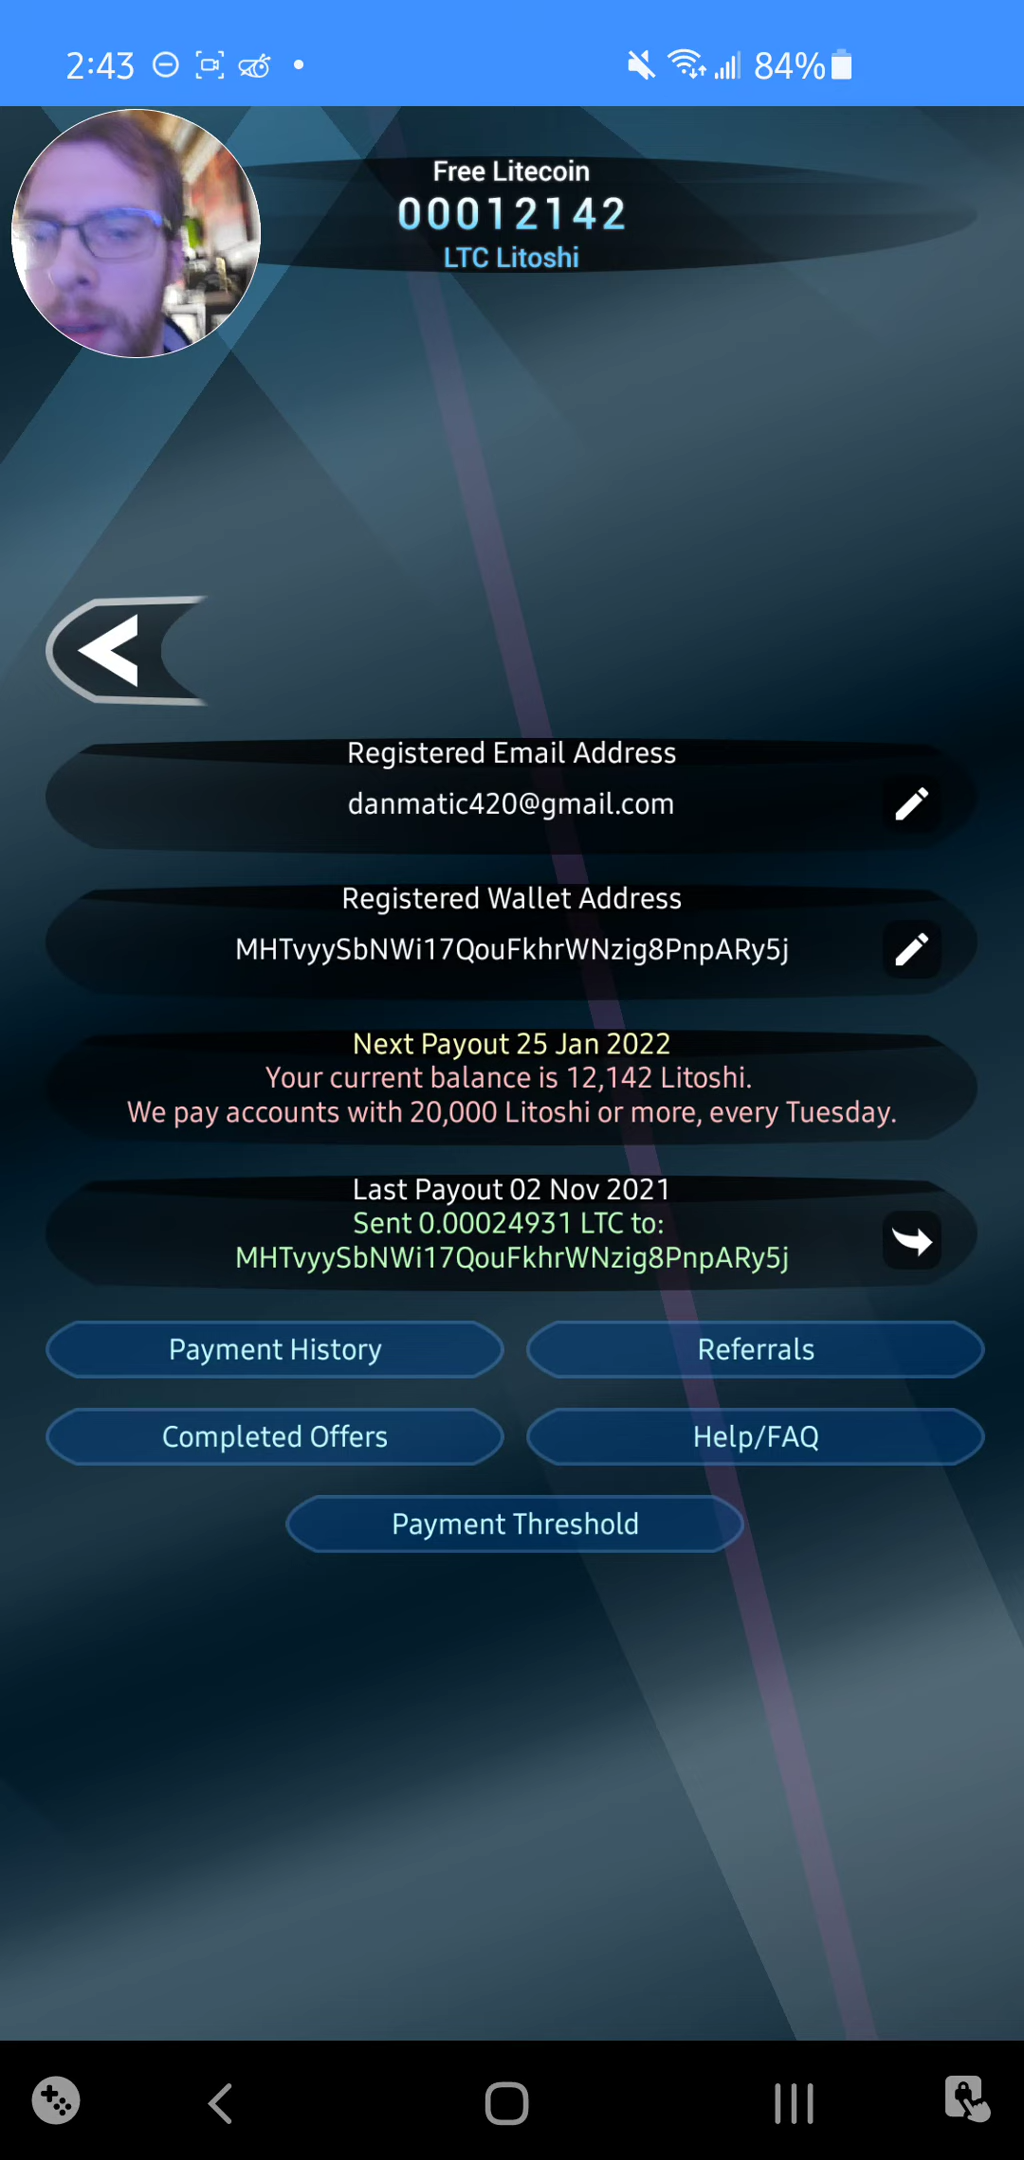 2:43
84%
Free Litecoin
00012142
LTC Litoshi
Registered Email Address
danmatic420@gmail.com
Registered Wallet Address
MHTvyySbNWi17QouFkhrWNzig8PnpARy5j
Next Payout 25 Jan 2022
Your current balance is 12,142 Litoshi.
We pay accounts with 20,000 Litoshi or more, every Tuesday.
Last Payout 02 Nov 2021
Sent 0.00024931 LTC to:
MHTvyySbNWi17QouFkhrWNzig8PnpARy5j
Payment History
Referrals
Completed Offers
Help/FAQ
Payment Threshold